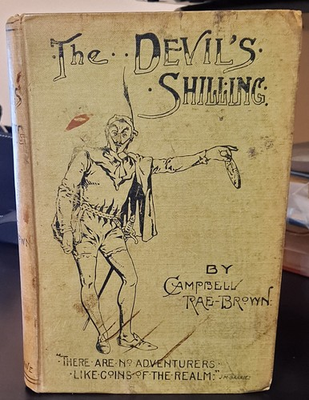 The DEVIL'S
SHILLING.
BY
CAMPBELL
RAE-BROWN.
"THERE ARE NO ADVENTURERS
LIKE COINS OF THE REALM."